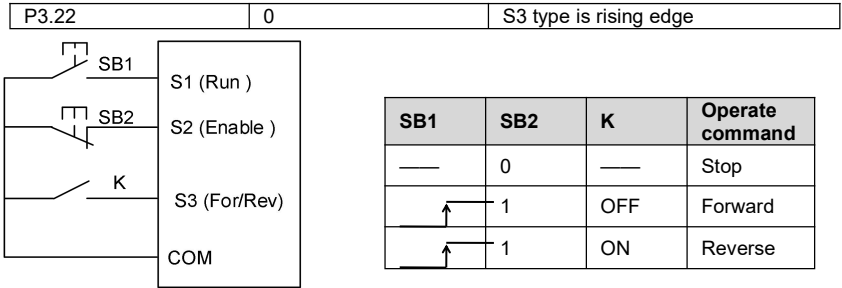 P3.22 0 S3 type is rising edge
SB1
S1 (Run )
SB2
S2 (Enable )
K
S3 (For/Rev)
COM
SB1 SB2 K Operate command
—— 0 —— Stop
1 OFF Forward
1 ON Reverse